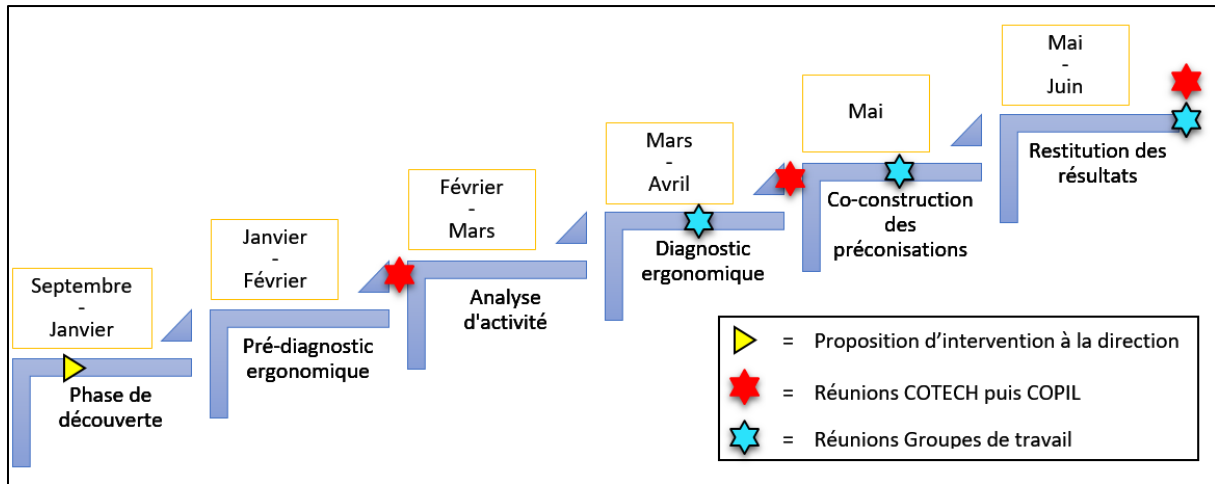 Septembre
-
Janvier
Phase de
découverte
Janvier
-
Février
Pré-diagnostic
ergonomique
Février
-
Mars
Analyse
d'activité
Mars
-
Avril
Diagnostic
ergonomique
Mai
Co-construction
des
préconisations
Mai
-
Juin
Restitution des
résultats
= Proposition d’intervention à la direction
= Réunions COTECH puis COPIL
= Réunions Groupes de travail